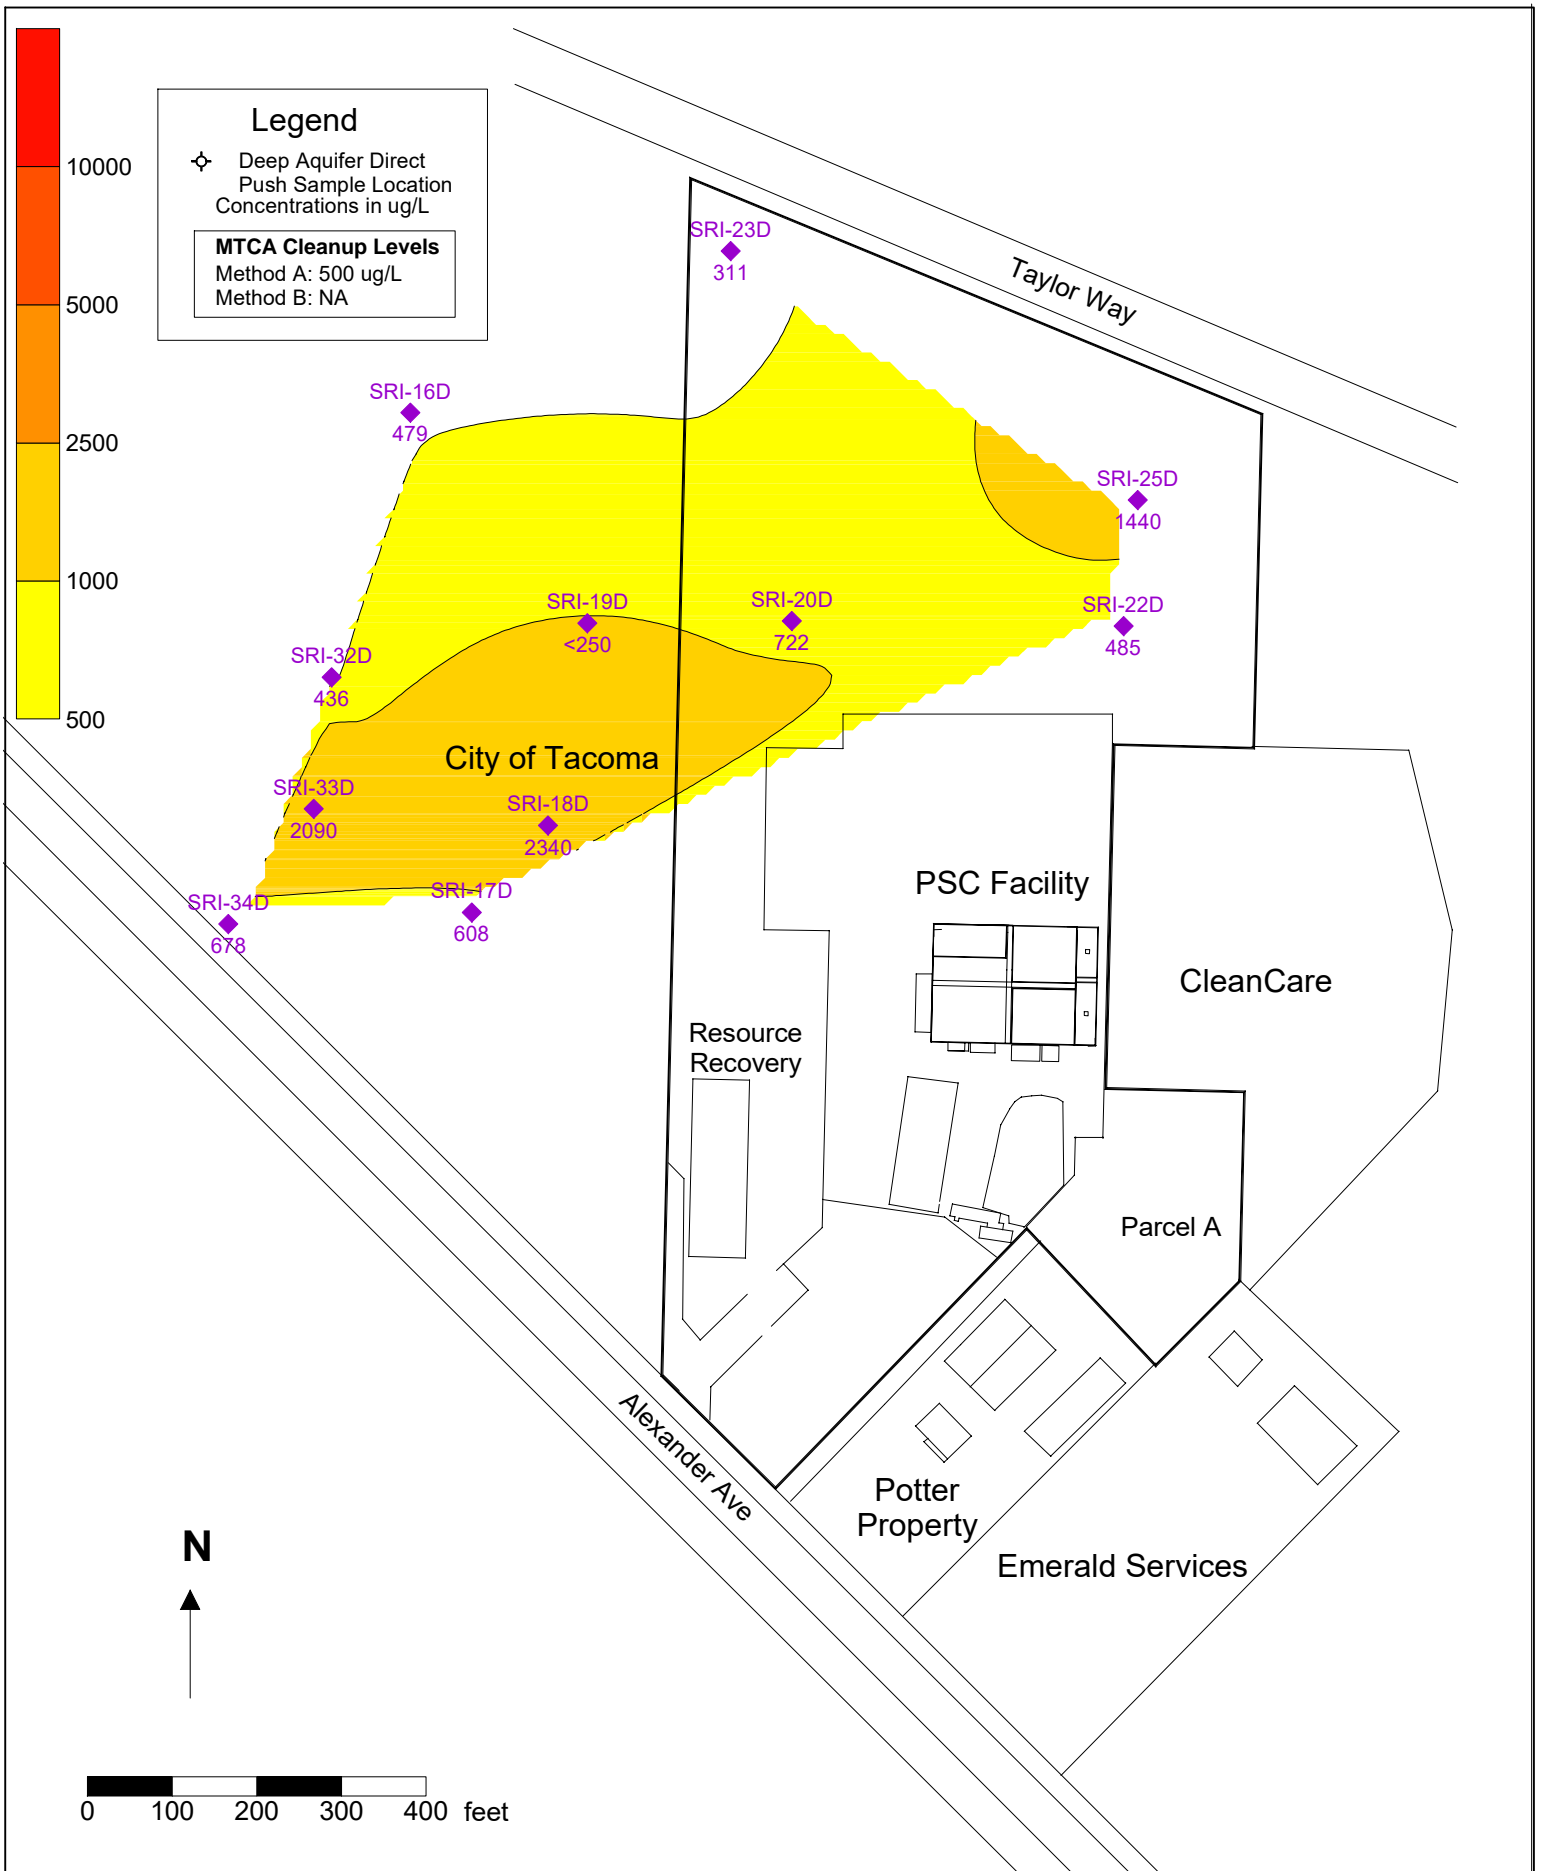 10000
5000
2500
1000
500
Legend
Deep Aquifer Direct
Push Sample Location
Concentrations in ug/L
MTCA Cleanup Levels
Method A: 500 ug/L
Method B: NA
SRI-23D
311
Taylor Way
SRI-16D
479
SRI-25D
1440
SRI-19D
<250
SRI-20D
722
SRI-22D
485
SRI-32D
436
City of Tacoma
SRI-33D
2090
SRI-18D
2340
SRI-34D
678
SRI-17D
608
PSC Facility
CleanCare
Resource
Recovery
Parcel A
Alexander Ave
Potter
Property
Emerald Services
N
0 100 200 300 400 feet